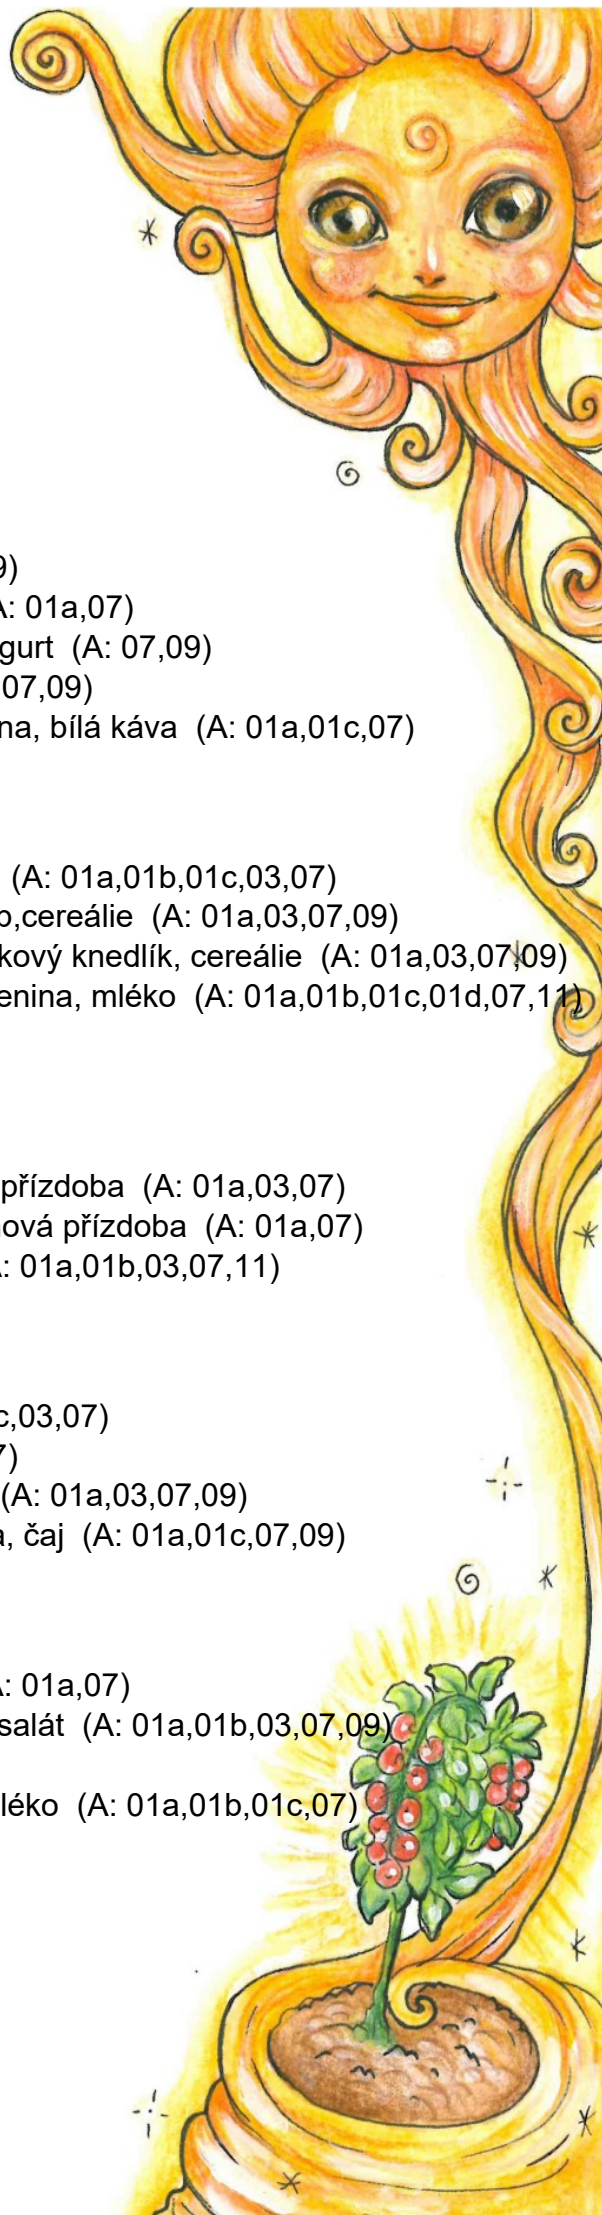 9)
A: 01a,07)
gurt (A: 07,09)
07,09)
na, bílá káva (A: 01a,01c,07)
(A: 01a,01b,01c,03,07)
o,cereálie (A: 01a,03,07,09)
kový knedlík, cereálie (A: 01a,03,07,09)
enina, mléko (A: 01a,01b,01c,01d,07,11)
přízdoba (A: 01a,03,07)
nová přízdoba (A: 01a,07)
A: 01a,01b,03,07,11)
c,03,07)
7)
(A: 01a,03,07,09)
a, čaj (A: 01a,01c,07,09)
A: 01a,07)
salát (A: 01a,01b,03,07,09)
léko (A: 01a,01b,01c,07)